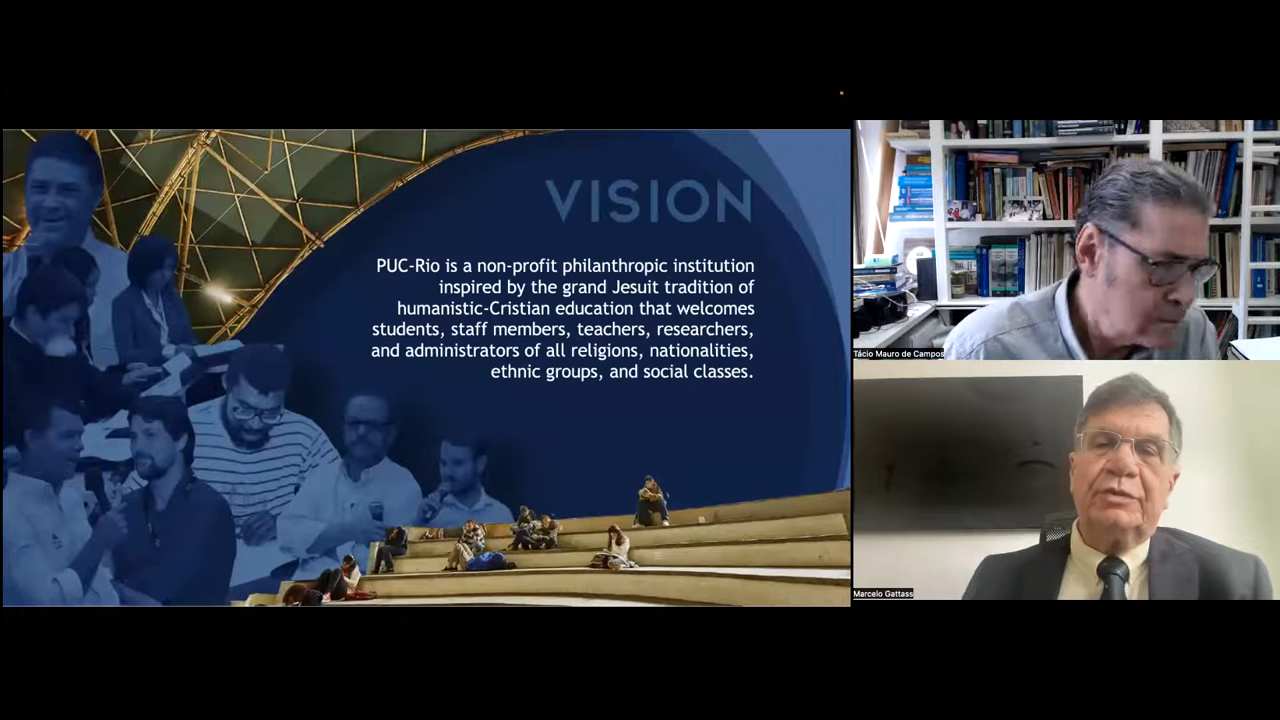 VISION
PUC-Rio is a non-profit philanthropic institution
inspired by the grand Jesuit tradition of
humanistic-Cristian education that welcomes
students, staff members, teachers, researchers,
and administrators of all religions, nationalities,
ethnic groups, and social classes.
Tácio Mauro de Campos
Marcelo Gattass